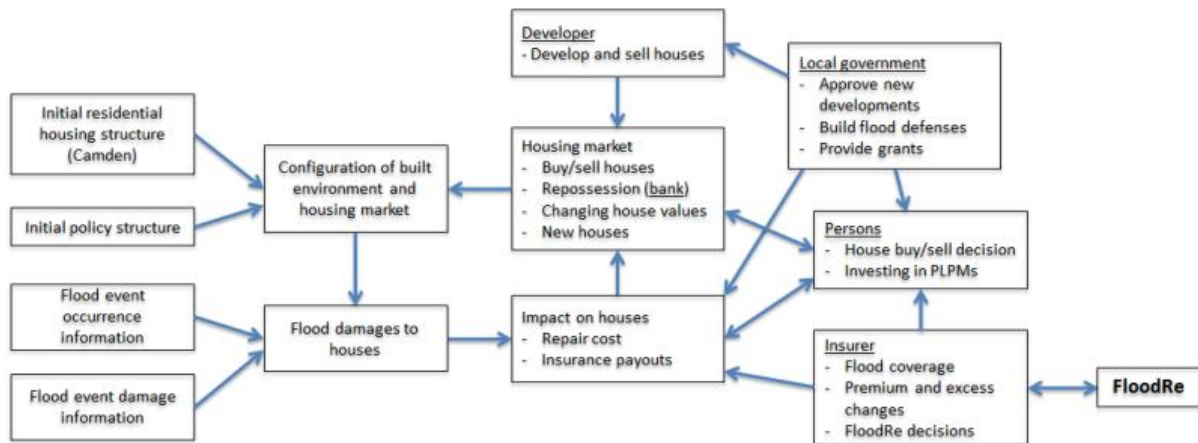 Initial residential
housing structure
(Camden)
Initial policy structure
Flood event
occurrence
information
Flood event damage
information
Configuration of built
environment and
housing market
Flood damages to
houses
Developer
- Develop and sell houses
Housing market
- Buy/sell houses
- Repossession (bank)
- Changing house values
- New houses
Impact on houses
- Repair cost
- Insurance payouts
Local government
- Approve new
developments
- Build flood defenses
- Provide grants
Persons
- House buy/sell decision
- Investing in PLPMs
Insurer
- Flood coverage
- Premium and excess
changes
- FloodRe decisions
FloodRe